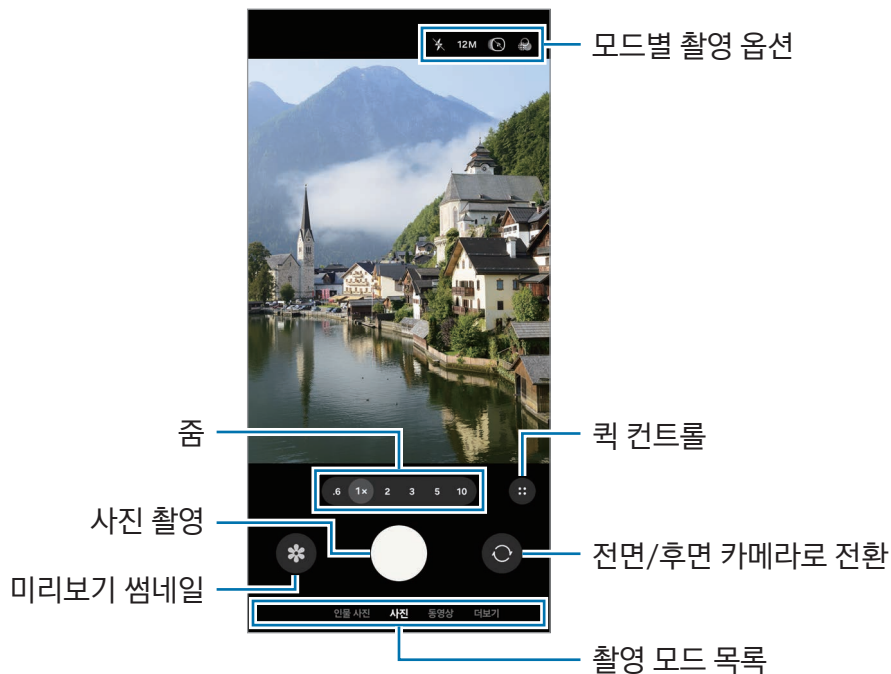 12M
모드별 촬영 옵션
줌
퀵 컨트롤
.6 1× 2 3 5 10
사진 촬영
전면/후면 카메라로 전환
미리보기 썸네일
인물 사진 사진 동영상 더보기
촬영 모드 목록